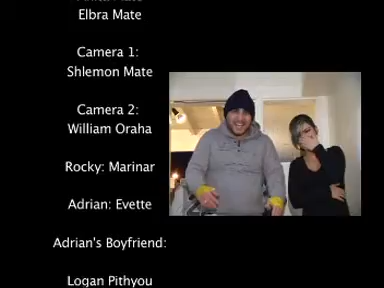 Elbra Mate
Camera 1:
Shlemon Mate
Camera 2:
William Oraha
Rocky: Marinar
Adrian: Evette
Adrian's Boyfriend:
Logan Pithyou